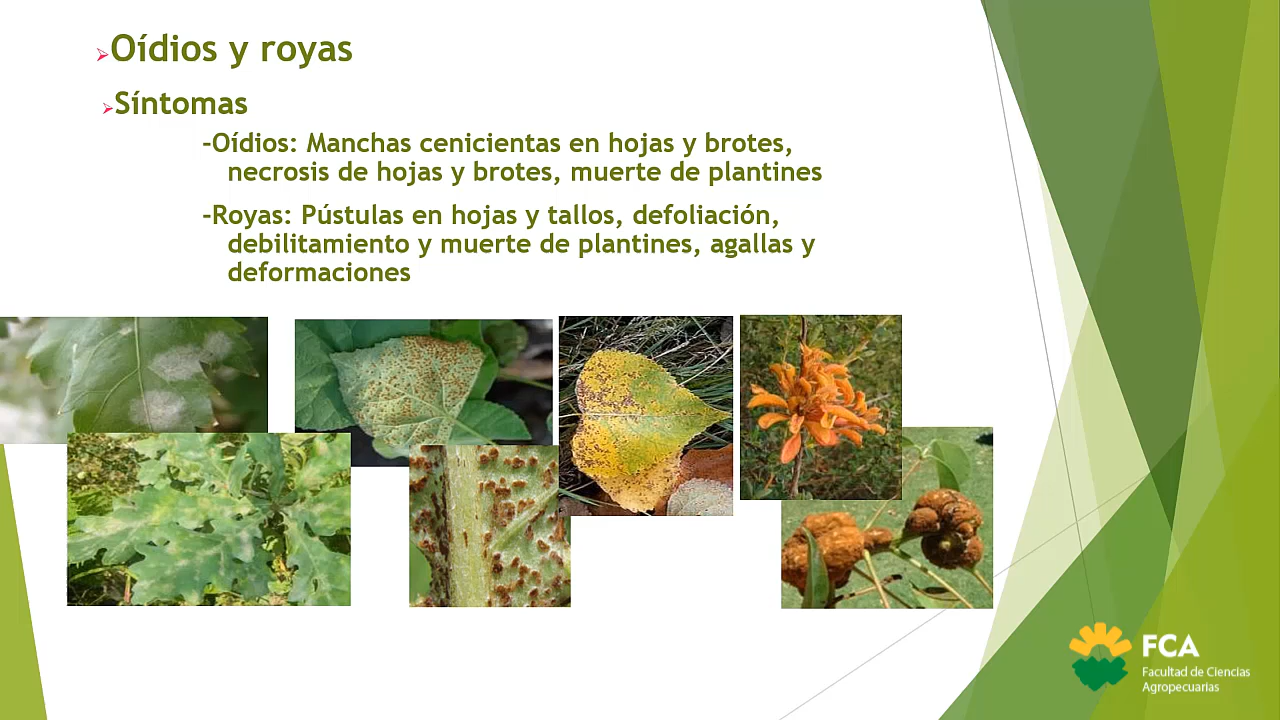 Oídios y royas
Síntomas
-Oídios: Manchas cenicientas en hojas y brotes,
necrosis de hojas y brotes, muerte de plantines
-Royas: Pústulas en hojas y tallos, defoliación,
debilitamiento y muerte de plantines, agallas y
deformaciones
FCA
Facultad de Ciencias
Agropecuarias